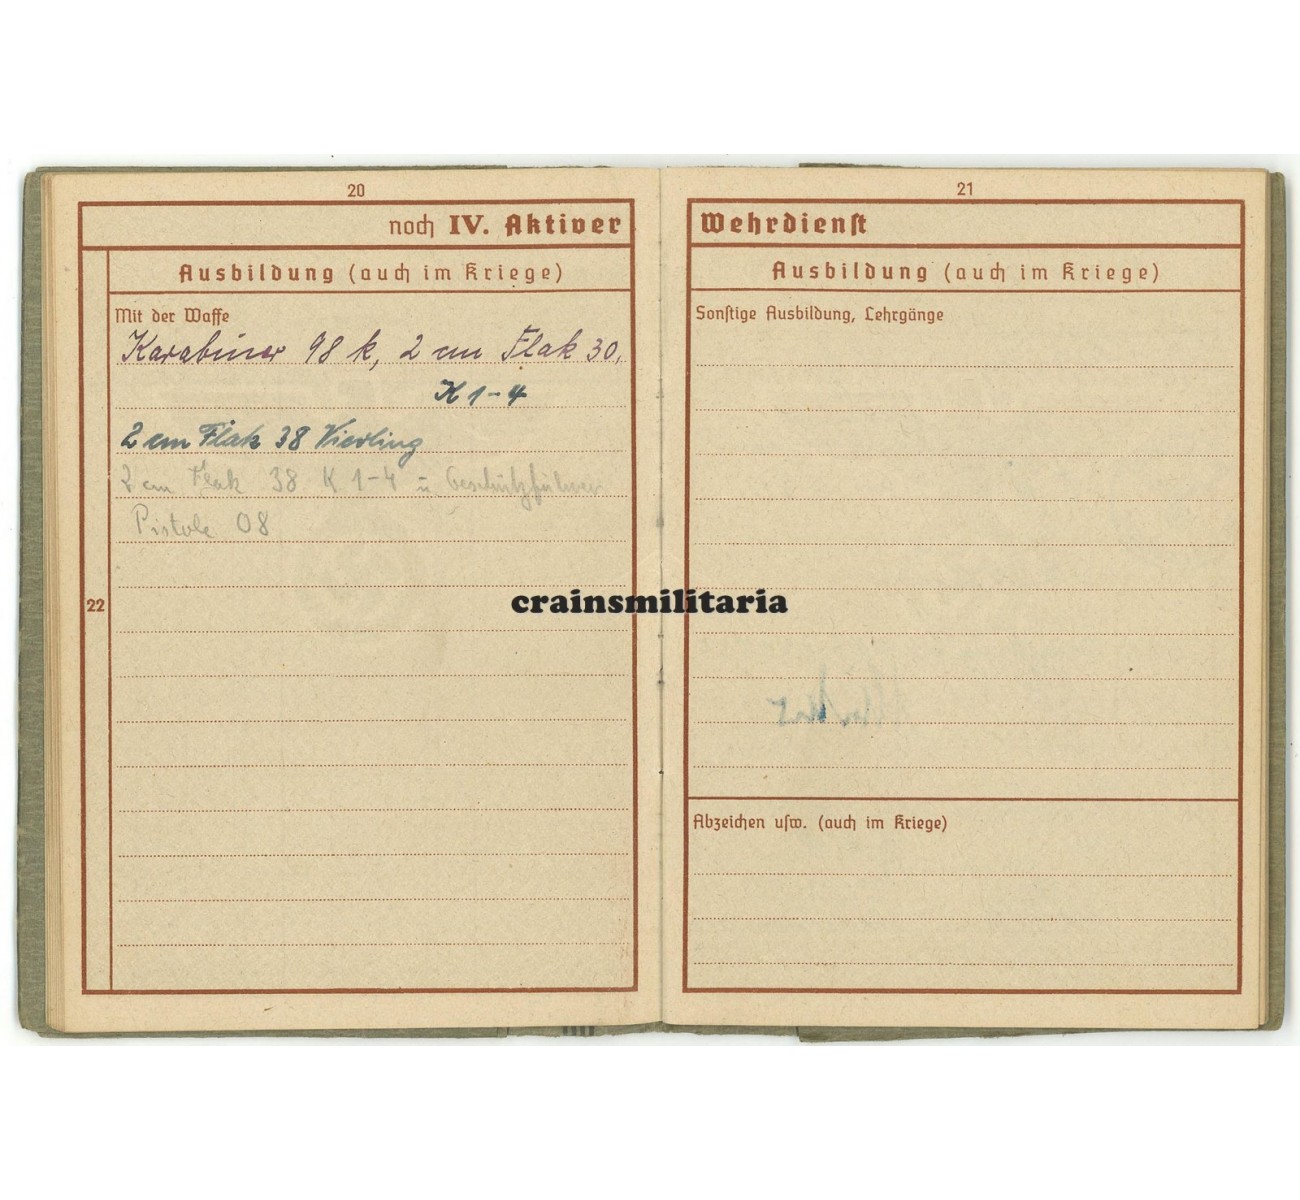 20
noch IV. Aktiver
Ausbildung (auch im Kriege)
Mit der Waffe
Karabiner 98 k, 2 cm Flak 30,
K 1-4
2 cm Flak 38 Vierling
2 cm Flak 38 K 1-4 u. Geschützführer
Pistole 08
22
21
Wehrdienst
Ausbildung (auch im Kriege)
Sonstige Ausbildung, Lehrgänge
Abzeichen usw. (auch im Kriege)
crainsmilitaria